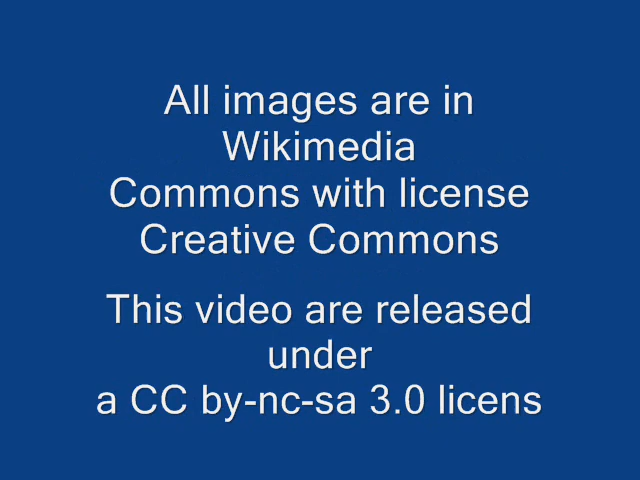 All images are in
Wikimedia
Commons with license
Creative Commons
This video are released
under
a CC by-nc-sa 3.0 licens